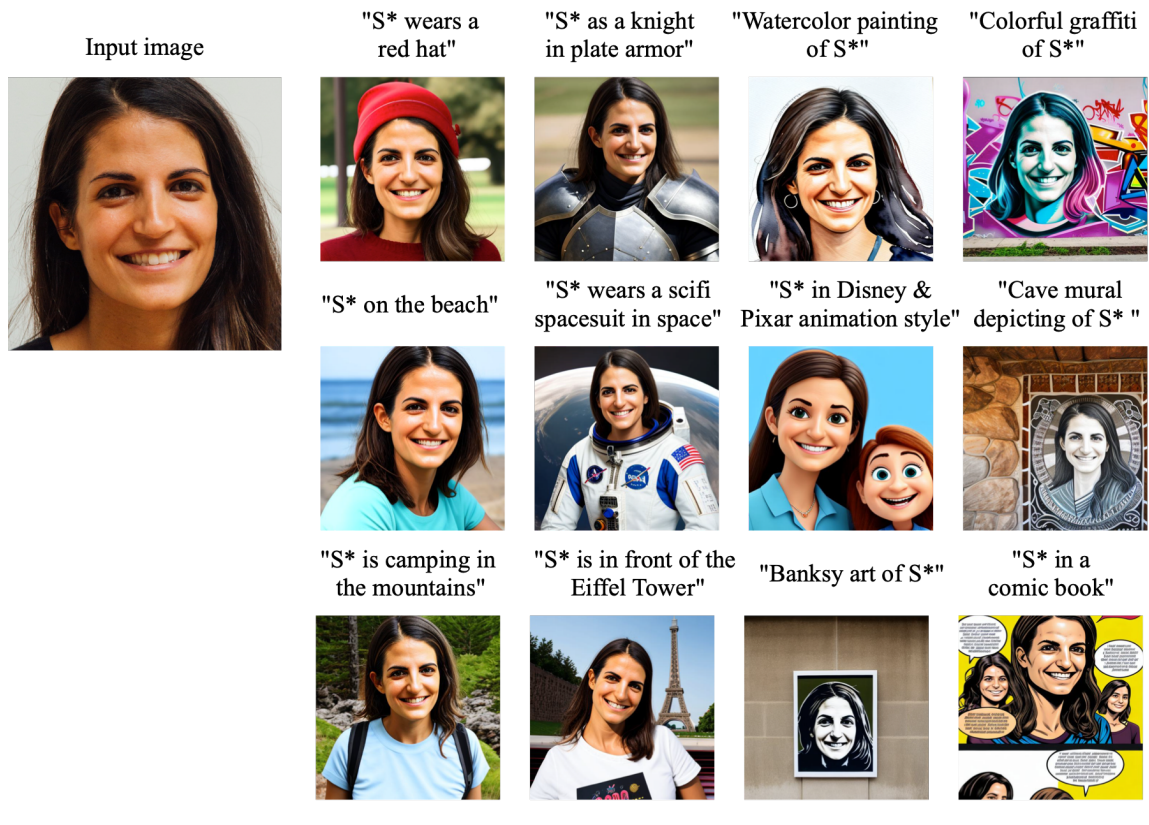 Input image
"S* wears a
red hat"
"S* as a knight
in plate armor"
"Watercolor painting
of S*"
"Colorful graffiti
of S*"
"S* on the beach"
"S* wears a scifi
spacesuit in space"
"S* in Disney &
Pixar animation style"
"Cave mural
depicting of S* "
"S* is camping in
the mountains"
"S* is in front of the
Eiffel Tower"
"Banksy art of S*"
"S* in a
comic book"